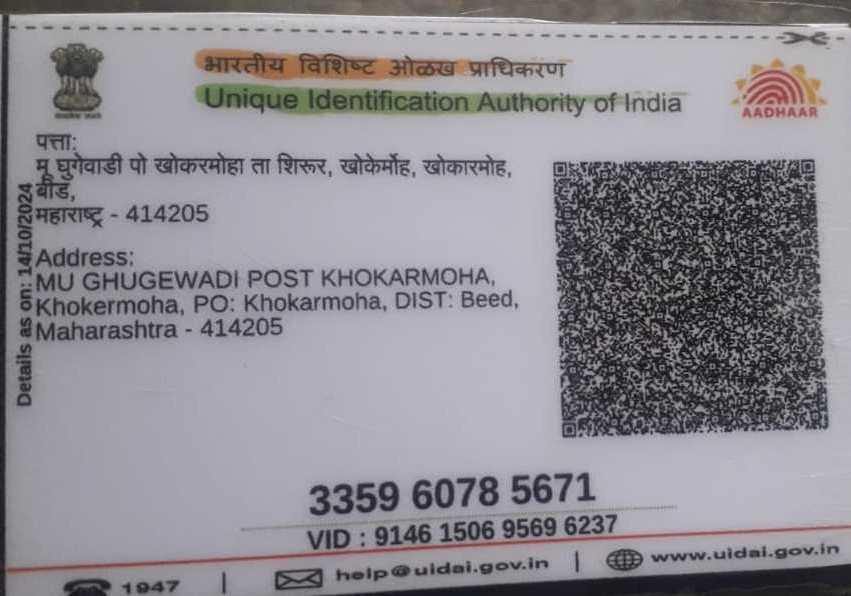 भारतीय विशिष्ट ओळख प्राधिकरण
Unique Identification Authority of India
AADHAAR
पत्ता:
मू घुगेवाडी पो खोकरमोहा ता शिरूर, खोकेर्मोह, खोकारमोह,
बीड,
महाराष्ट्र - 414205
Address:
MU GHUGEWADI POST KHOKARMOHA,
Khokermoha, PO: Khokarmoha, DIST: Beed,
Maharashtra - 414205
Details as on: 14/10/2024
3359 6078 5671
VID : 9146 1506 9569 6237
1947 | help@uidai.gov.in | www.uidai.gov.in